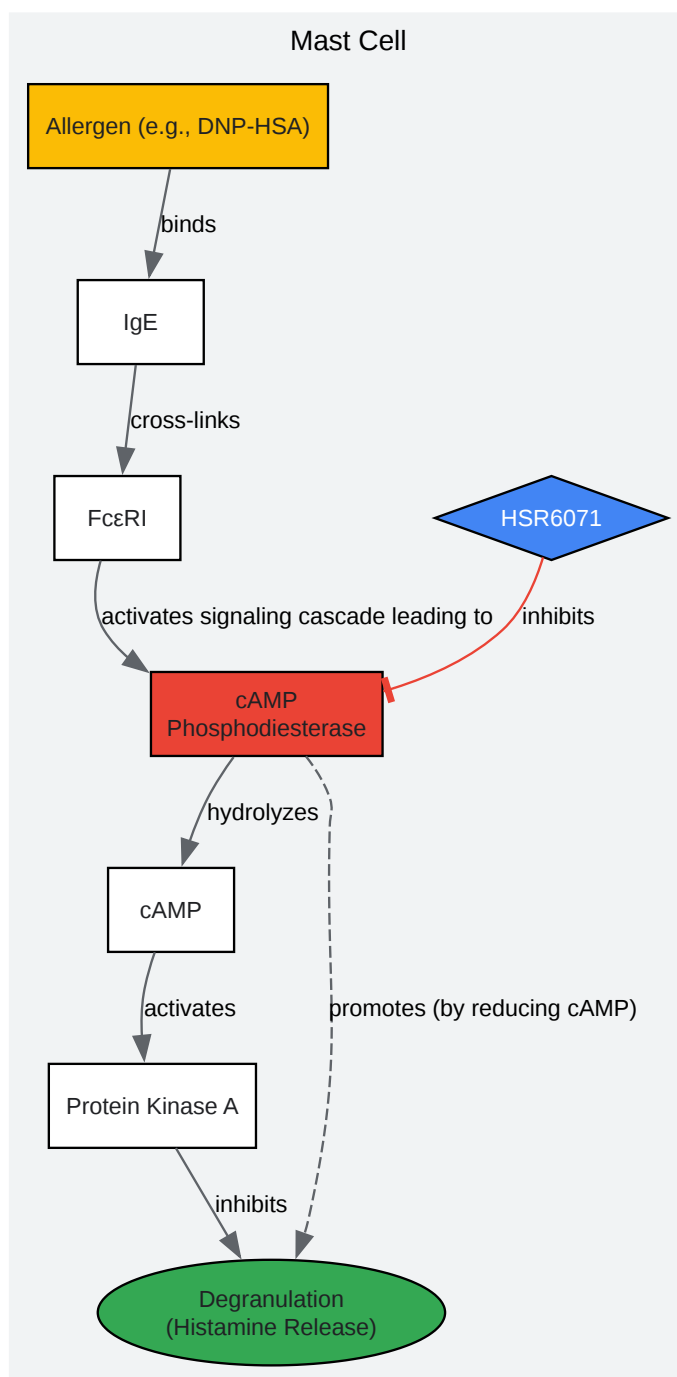 Mast Cell
Allergen (e.g., DNP-HSA)
binds
IgE
cross-links
FcεRI
HSR6071
activates signaling cascade leading to
inhibits
cAMP
Phosphodiesterase
hydrolyzes
cAMP
activates
promotes (by reducing cAMP)
Protein Kinase A
inhibits
Degranulation
(Histamine Release)